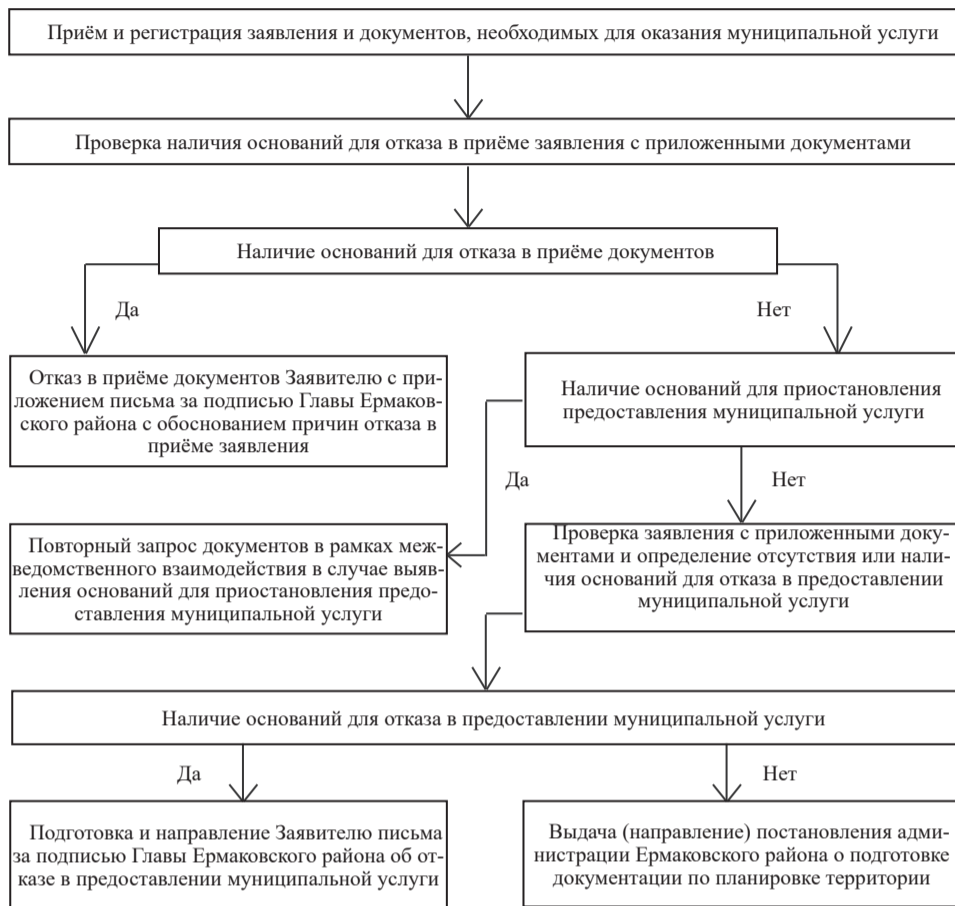 Приём и регистрация заявления и документов, необходимых для оказания муниципальной услуги
Проверка наличия оснований для отказа в приёме заявления с приложенными документами
Наличие оснований для отказа в приёме документов
Да
Нет
Отказ в приёме документов Заявителю с при-
ложением письма за подписью Главы Ермаков-
ского района с обоснованием причин отказа в
приёме заявления
Наличие оснований для приостановления
предоставления муниципальной услуги
Да
Нет
Повторный запрос документов в рамках меж-
ведомственного взаимодействия в случае выяв-
ления оснований для приостановления предо-
ставления муниципальной услуги
Проверка заявления с приложенными доку-
ментами и определение отсутствия или нали-
чия оснований для отказа в предоставлении
муниципальной услуги
Наличие оснований для отказа в предоставлении муниципальной услуги
Да
Нет
Подготовка и направление Заявителю письма
за подписью Главы Ермаковского района об от-
казе в предоставлении муниципальной услуги
Выдача (направление) постановления адми-
нистрации Ермаковского района о подготовке
документации по планировке территории